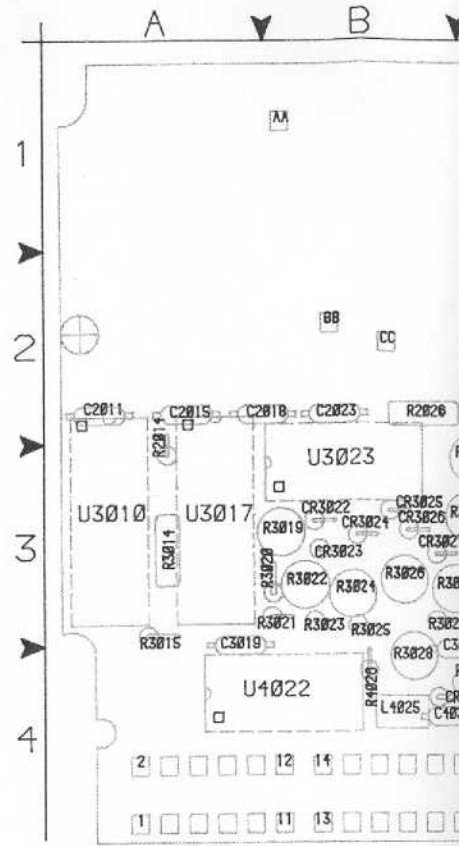 A B
1
AA
2
BB
CC
C2011 C2015 C2018 C2023 R2026
R2014
U3023
U3010 U3017
CR3022 CR3025
CR3026
R3019 CR3024
3
R3014
CR3023
R3020
R3022 R3024 R3026
R3021 R3023 R3025
R3015 C3019 R3028
U4022
R4020
L4025
4
2 12 14
1 11 13